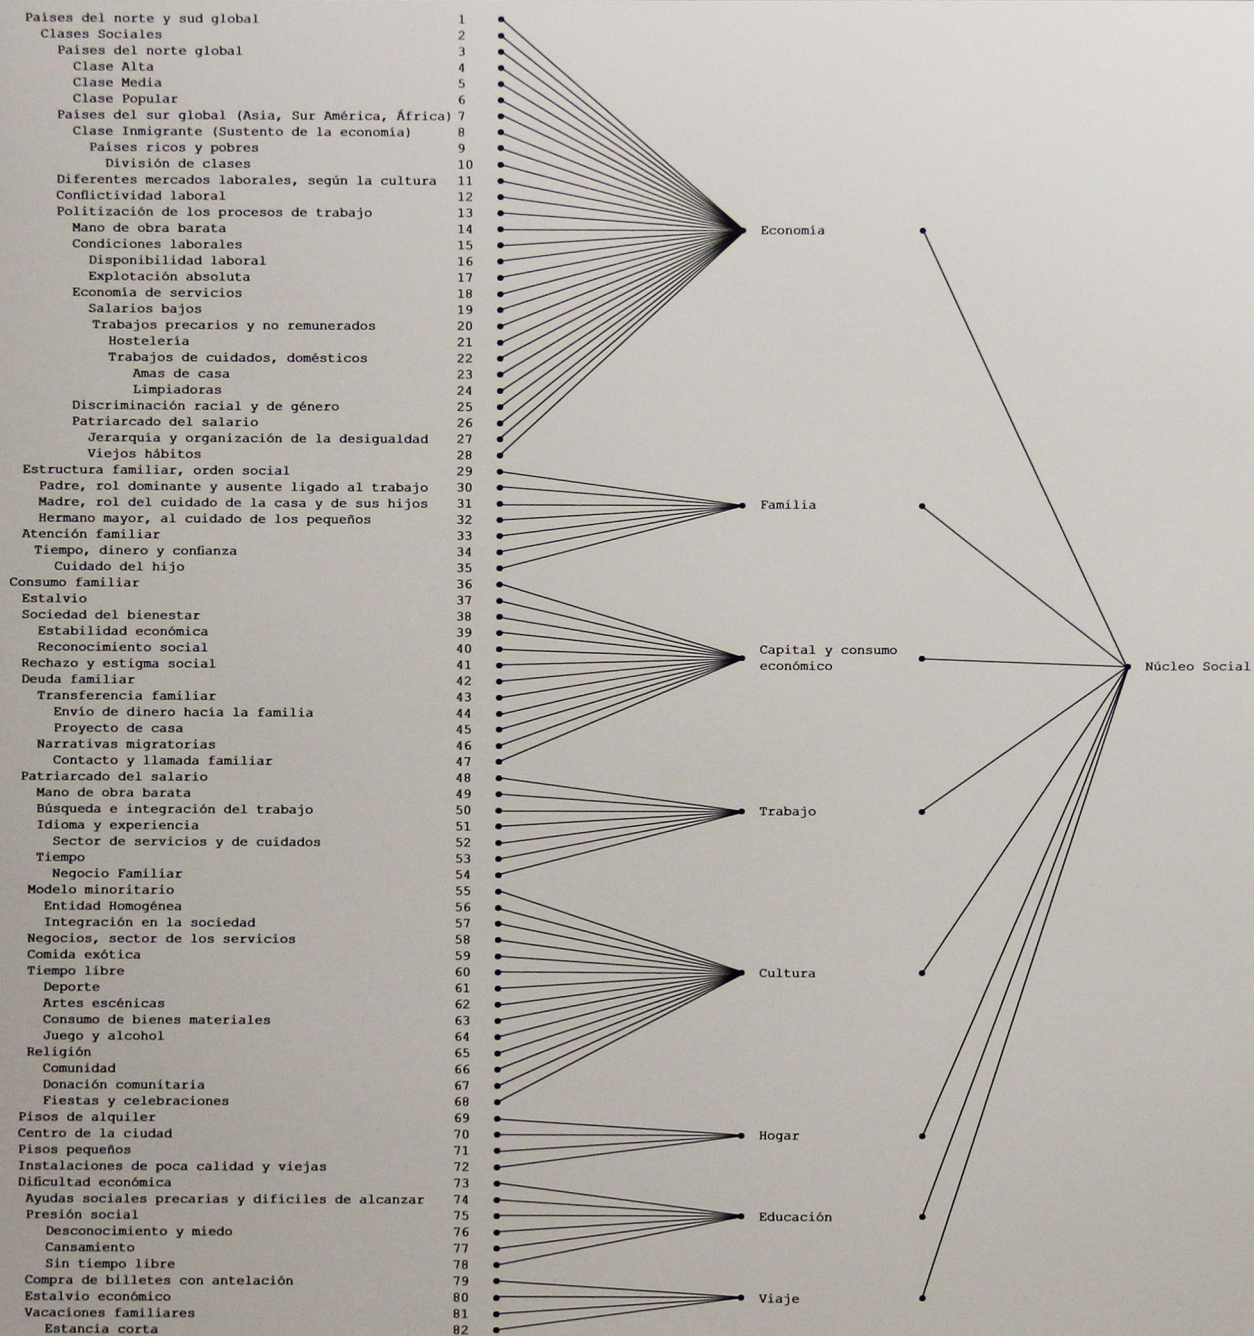 Países del norte y sud global 1
Clases Sociales 2
Países del norte global 3
Clase Alta 4
Clase Media 5
Clase Popular 6
Países del sur global (Asia, Sur América, África) 7
Clase Inmigrante (Sustento de la economía) 8
Países ricos y pobres 9
División de clases 10
Diferentes mercados laborales, según la cultura 11
Conflictividad laboral 12
Politización de los procesos de trabajo 13
Mano de obra barata 14
Economía
Condiciones laborales 15
Disponibilidad laboral 16
Explotación absoluta 17
Economía de servicios 18
Salarios bajos 19
Trabajos precarios y no remunerados 20
Hostelería 21
Trabajos de cuidados, domésticos 22
Amas de casa 23
Limpiadoras 24
Discriminación racial y de género 25
Patriarcado del salario 26
Jerarquía y organización de la desigualdad 27
Viejos hábitos 28
Estructura familiar, orden social 29
Padre, rol dominante y ausente ligado al trabajo 30
Madre, rol del cuidado de la casa y de sus hijos 31
Familia
Hermano mayor, al cuidado de los pequeños 32
Atención familiar 33
Tiempo, dinero y confianza 34
Cuidado del hijo 35
Consumo familiar 36
Estalvio 37
Sociedad del bienestar 38
Estabilidad económica 39
Reconocimiento social 40
Capital y consumo
económico
Núcleo Social
Rechazo y estigma social 41
Deuda familiar 42
Transferencia familiar 43
Envío de dinero hacía la familia 44
Proyecto de casa 45
Narrativas migratorias 46
Contacto y llamada familiar 47
Patriarcado del salario 48
Mano de obra barata 49
Búsqueda e integración del trabajo 50
Trabajo
Idioma y experiencia 51
Sector de servicios y de cuidados 52
Tiempo 53
Negocio Familiar 54
Modelo minoritario 55
Entidad Homogénea 56
Integración en la sociedad 57
Negocios, sector de los servicios 58
Comida exótica 59
Tiempo libre 60
Cultura
Deporte 61
Artes escénicas 62
Consumo de bienes materiales 63
Juego y alcohol 64
Religión 65
Comunidad 66
Donación comunitaria 67
Fiestas y celebraciones 68
Pisos de alquiler 69
Centro de la ciudad 70
Hogar
Pisos pequeños 71
Instalaciones de poca calidad y viejas 72
Dificultad económica 73
Ayudas sociales precarias y difíciles de alcanzar 74
Presión social 75
Educación
Desconocimiento y miedo 76
Cansamiento 77
Sin tiempo libre 78
Compra de billetes con antelación 79
Estalvio económico 80
Viaje
Vacaciones familiares 81
Estancia corta 82